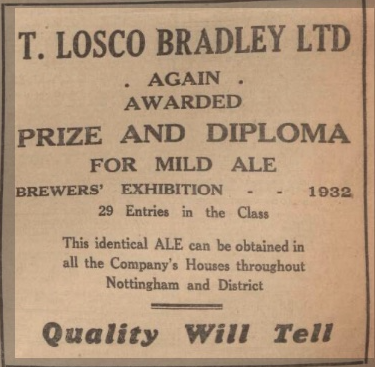 T. LOSCO BRADLEY LTD
. AGAIN .
AWARDED
PRIZE AND DIPLOMA
FOR MILD ALE
BREWERS' EXHIBITION - - 1932
29 Entries in the Class
This identical ALE can be obtained in
all the Company's Houses throughout
Nottingham and District
Quality Will Tell